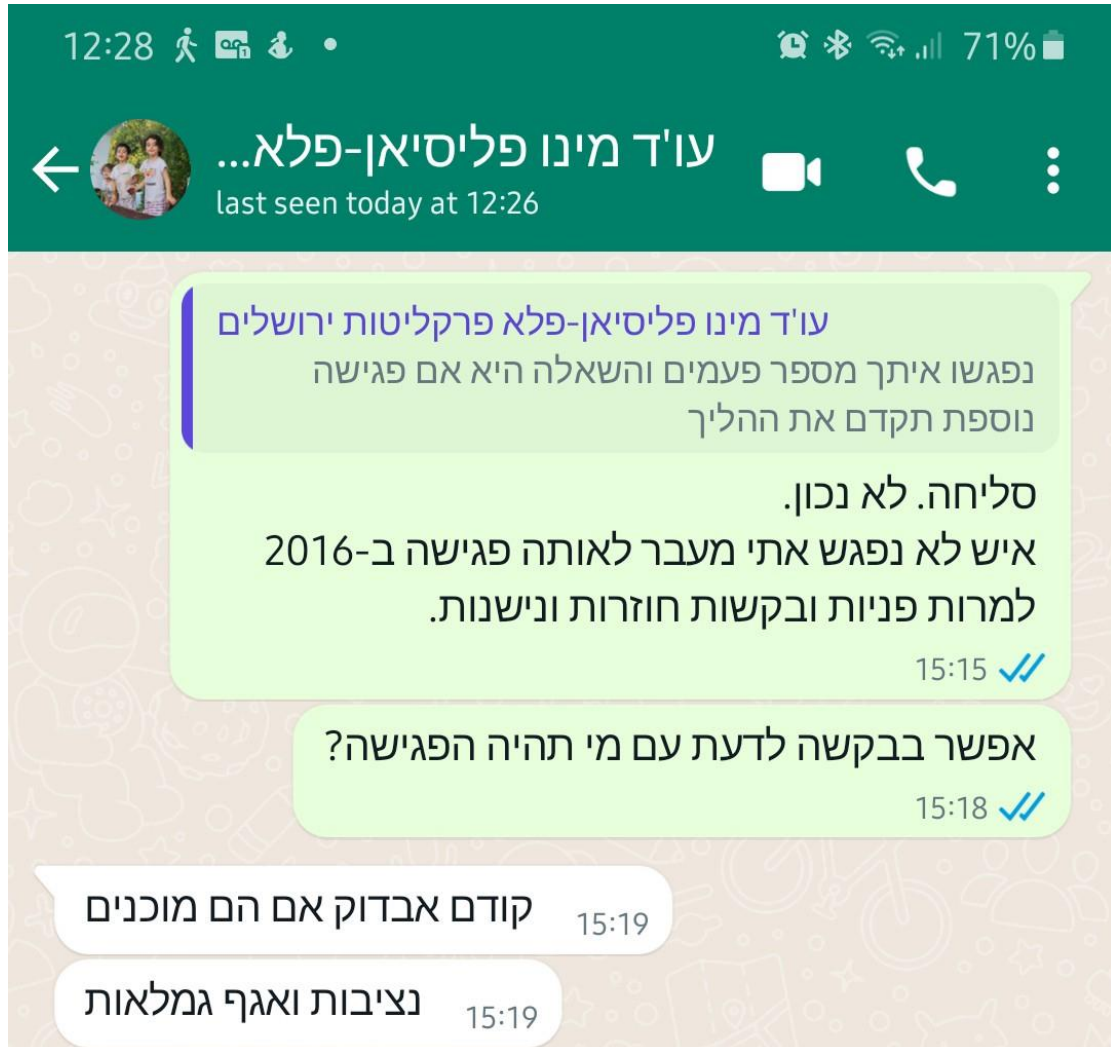 12:28 71%
עו'ד מינו פליסיאן-פלא...
last seen today at 12:26
עו'ד מינו פליסיאן-פלא פרקליטות ירושלים
נפגשו איתך מספר פעמים והשאלה היא אם פגישה
נוספת תקדם את ההליך
סליחה. לא נכון.
איש לא נפגש אתי מעבר לאותה פגישה ב-2016
למרות פניות ובקשות חוזרות ונישנות.
15:15
אפשר בבקשה לדעת עם מי תהיה הפגישה?
15:18
קודם אבדוק אם הם מוכנים
15:19
נציבות ואגף גמלאות
15:19